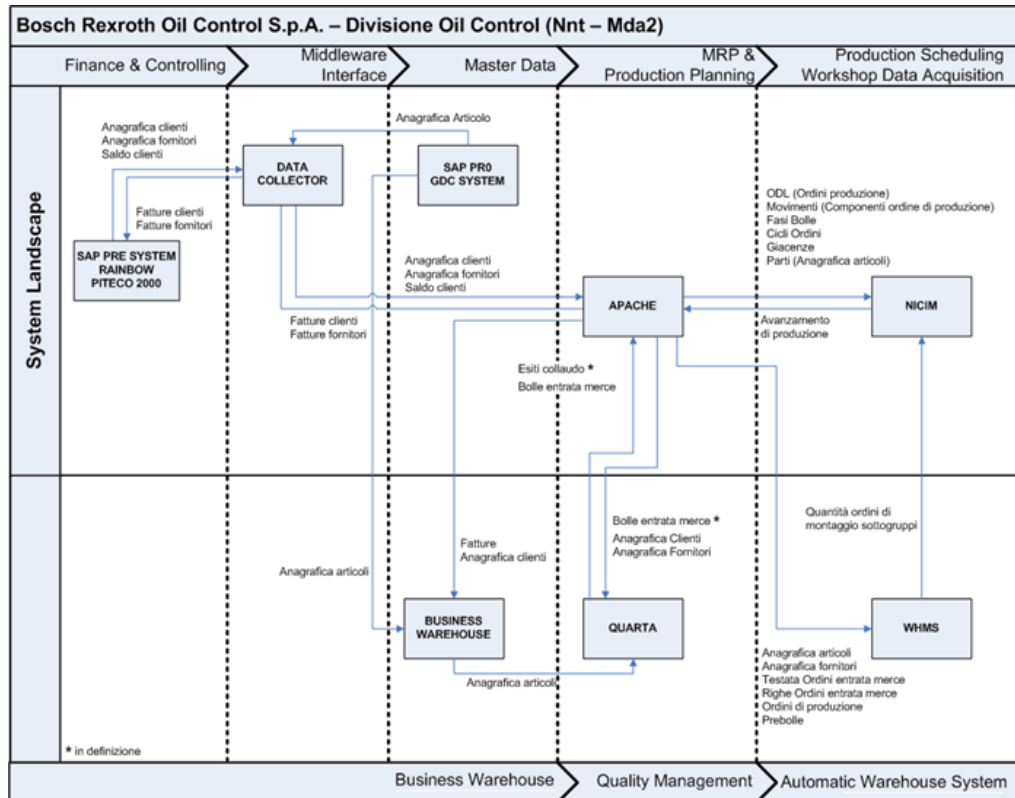 Bosch Rexroth Oil Control S.p.A. – Divisione Oil Control (Nnt – Mda2)
Finance & Controlling
Middleware
Interface
Master Data
MRP &
Production Planning
Production Scheduling
Workshop Data Acquisition
System Landscape
Anagrafica clienti
Anagrafica fornitori
Saldo clienti
Anagrafica Articolo
DATA
COLLECTOR
SAP PR0
GDC SYSTEM
Fatture clienti
Fatture fornitori
SAP PRE SYSTEM
RAINBOW
PITECO 2000
ODL (Ordini produzione)
Movimenti (Componenti ordine di produzione)
Fasi Bolle
Cicli Ordini
Giacenze
Parti (Anagrafica articoli)
Anagrafica clienti
Anagrafica fornitori
Saldo clienti
APACHE
NICIM
Fatture clienti
Fatture fornitori
Avanzamento
di produzione
Esiti collaudo *
Bolle entrata merce
Quantità ordini di
montaggio sottogruppi
Bolle entrata merce *
Anagrafica Clienti
Anagrafica Fornitori
Fatture
Anagrafica clienti
Anagrafica articoli
BUSINESS
WAREHOUSE
QUARTA
WHMS
Anagrafica articoli
Anagrafica articoli
Anagrafica fornitori
Testata Ordini entrata merce
Righe Ordini entrata merce
Ordini di produzione
Prebolle
* in definizione
Business Warehouse
Quality Management
Automatic Warehouse System